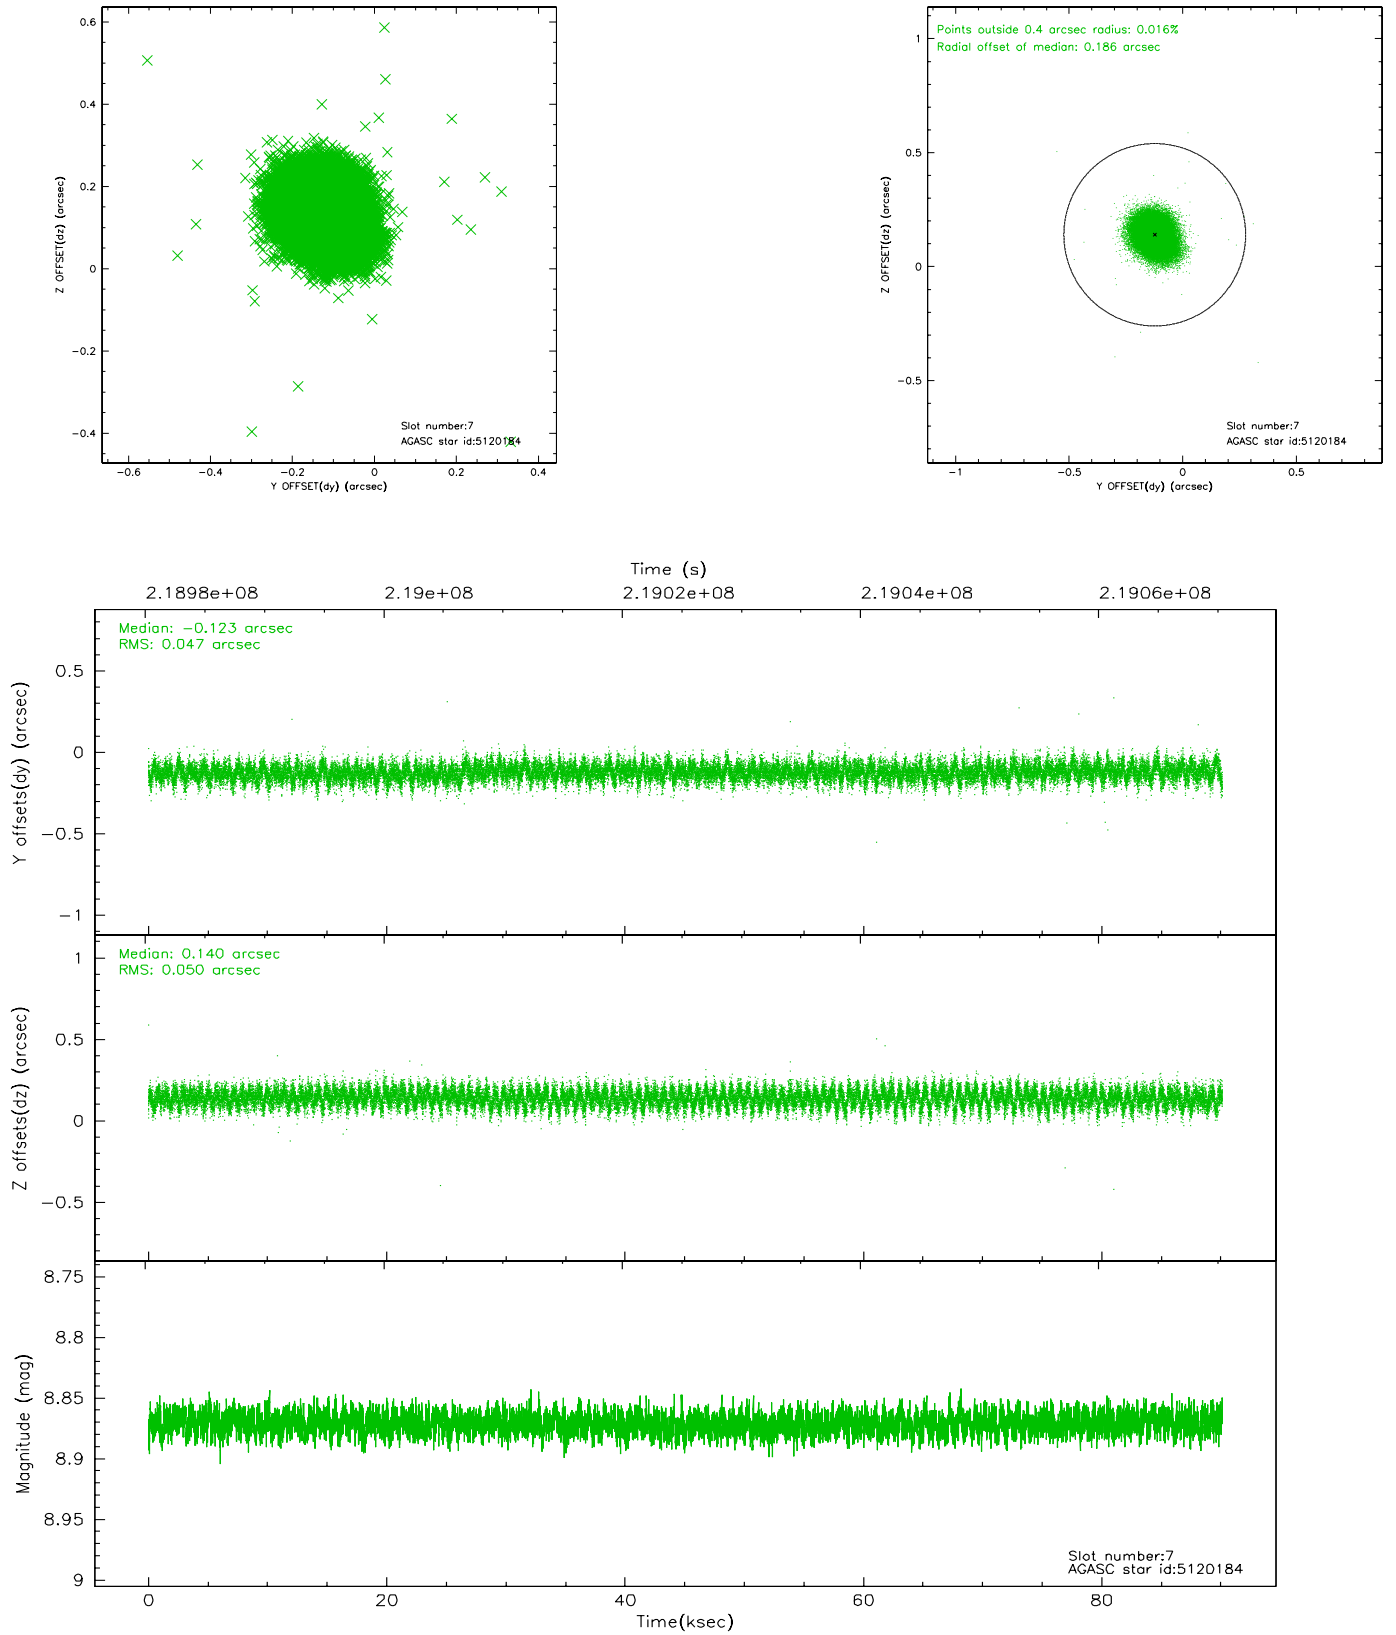 0.6
0.4
0.2
0
−0.2
−0.4
Z OFFSET(dz) (arcsec)
Slot number:7
AGASC star id:5120184
−0.6
−0.4
−0.2
0
0.2
0.4
Y OFFSET(dy) (arcsec)
Points outside 0.4 arcsec radius: 0.016%
Radial offset of median: 0.186 arcsec
1
0.5
0
−0.5
Z OFFSET(dz) (arcsec)
Slot number:7
AGASC star id:5120184
−1
−0.5
0
0.5
Y OFFSET(dy) (arcsec)
Time (s)
2.1898e+08
2.19e+08
2.1902e+08
2.1904e+08
2.1906e+08
Median: −0.123 arcsec
RMS: 0.047 arcsec
0.5
0
−0.5
−1
Y offsets(dy) (arcsec)
Median: 0.140 arcsec
RMS: 0.050 arcsec
1
0.5
0
−0.5
Z offsets(dz) (arcsec)
8.75
8.8
8.85
8.9
8.95
9
Magnitude (mag)
Slot number:7
AGASC star id:5120184
0
20
40
60
80
Time(ksec)